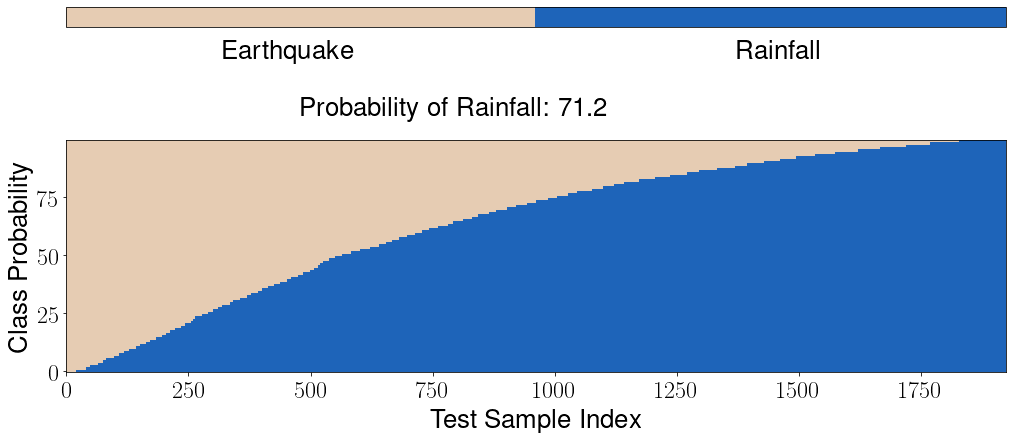 Earthquake Rainfall
Probability of Rainfall: 71.2
Class Probability
75
50
25
0
0 250 500 750 1000 1250 1500 1750
Test Sample Index